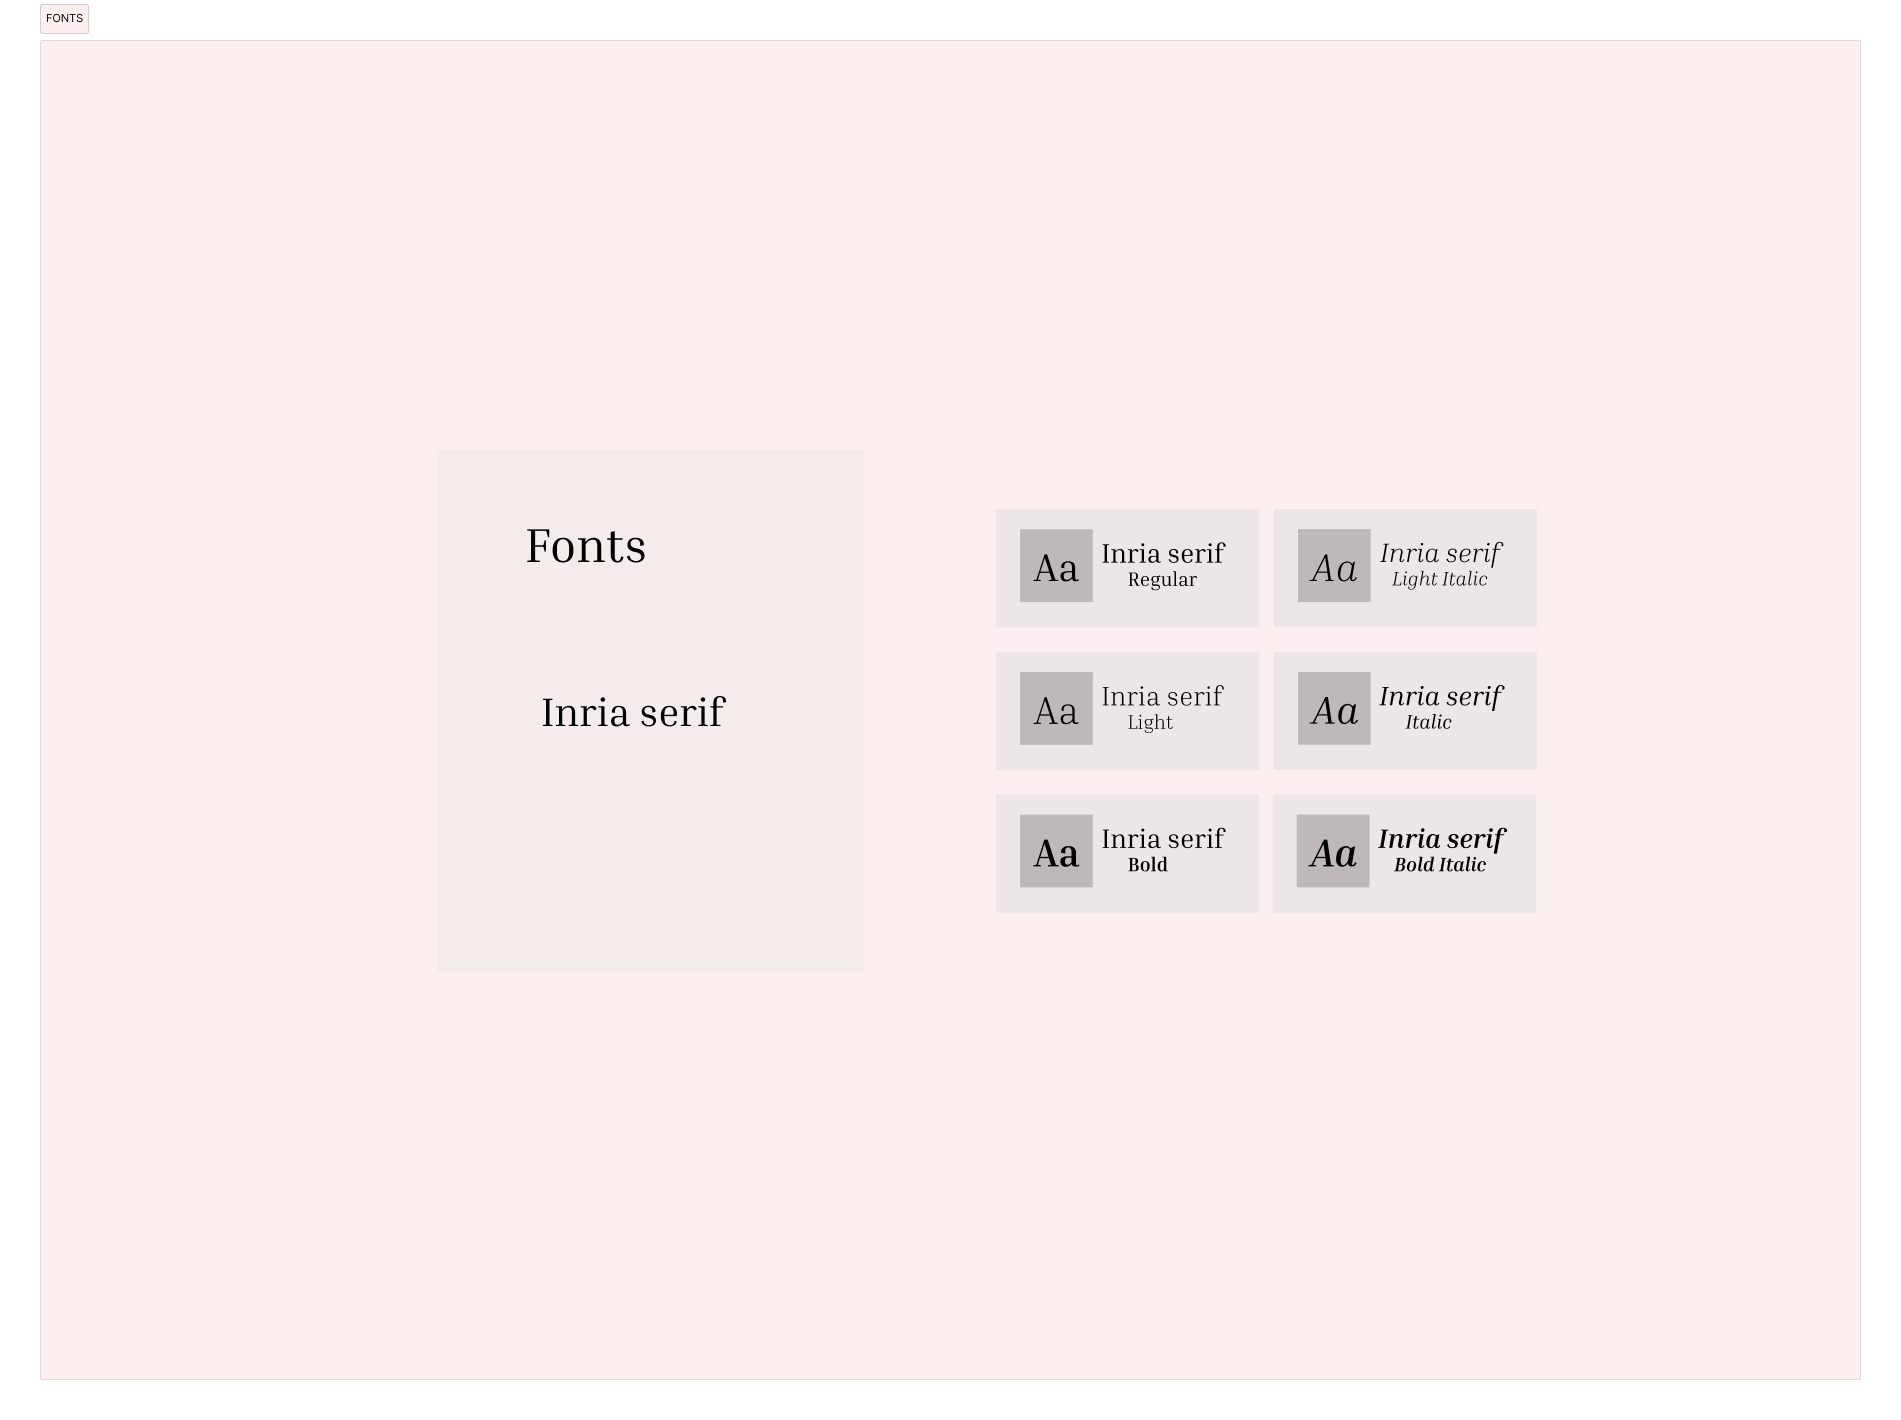 FONTS
Fonts
Inria serif
Aa
Inria serif
Regular
Aa
Inria serif
Light Italic
Aa
Inria serif
Light
Aa
Inria serif
Italic
Aa
Inria serif
Bold
Aa
Inria serif
Bold Italic